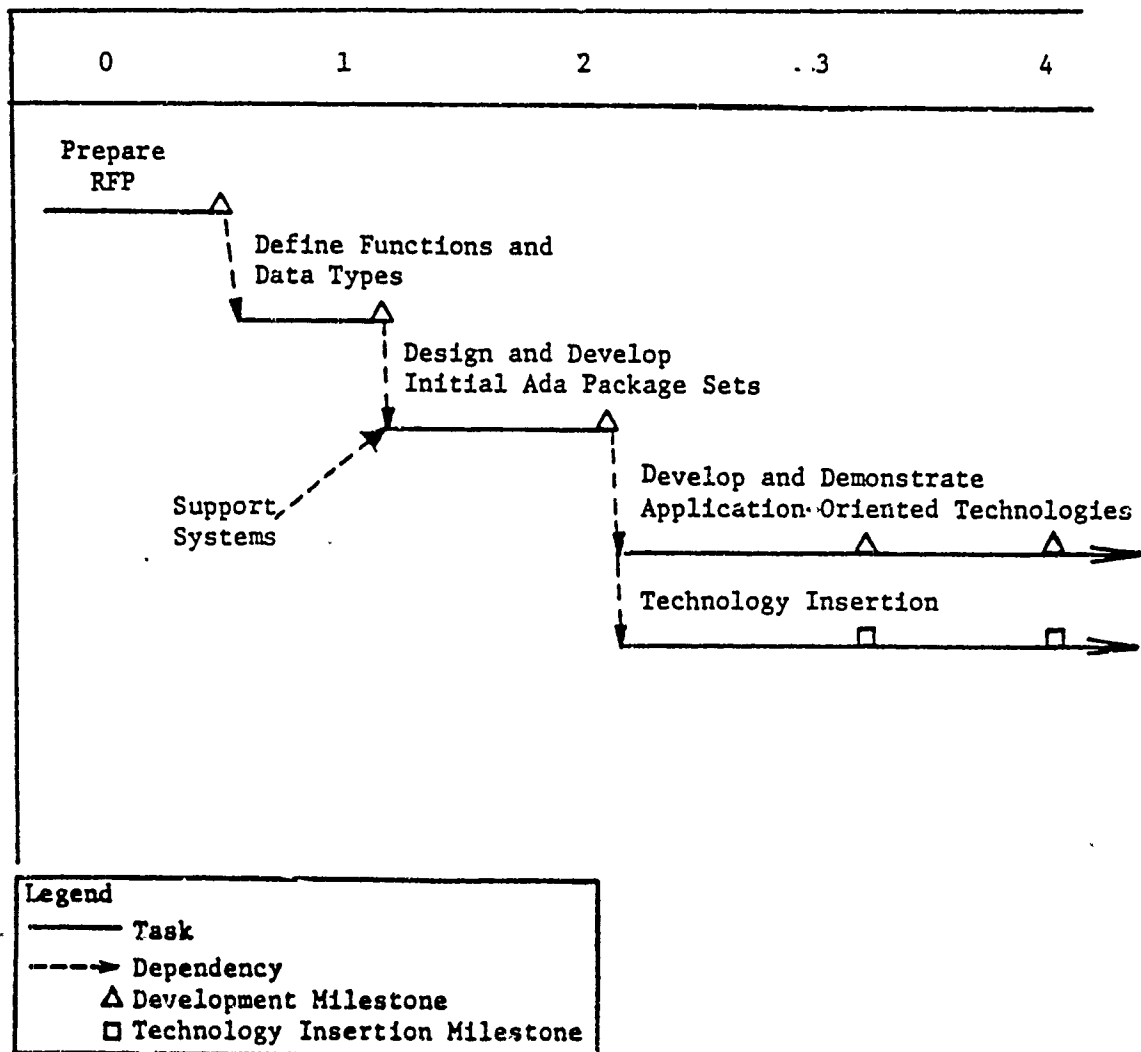 0 1 2 ..3 4
Prepare
RFP
Define Functions and
Data Types
Design and Develop
Initial Ada Package Sets
Support
Systems
Develop and Demonstrate
Application-Oriented Technologies
Technology Insertion
Legend
Task
Dependency
Development Milestone
Technology Insertion Milestone